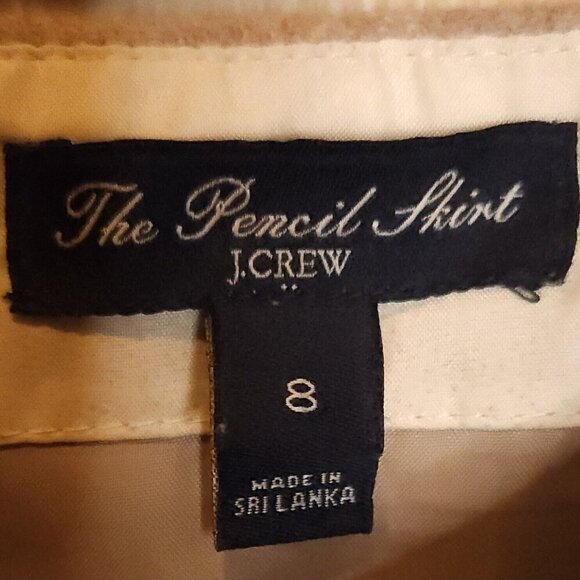 The Pencil Skirt
J.CREW
8
MADE IN
SRI LANKA